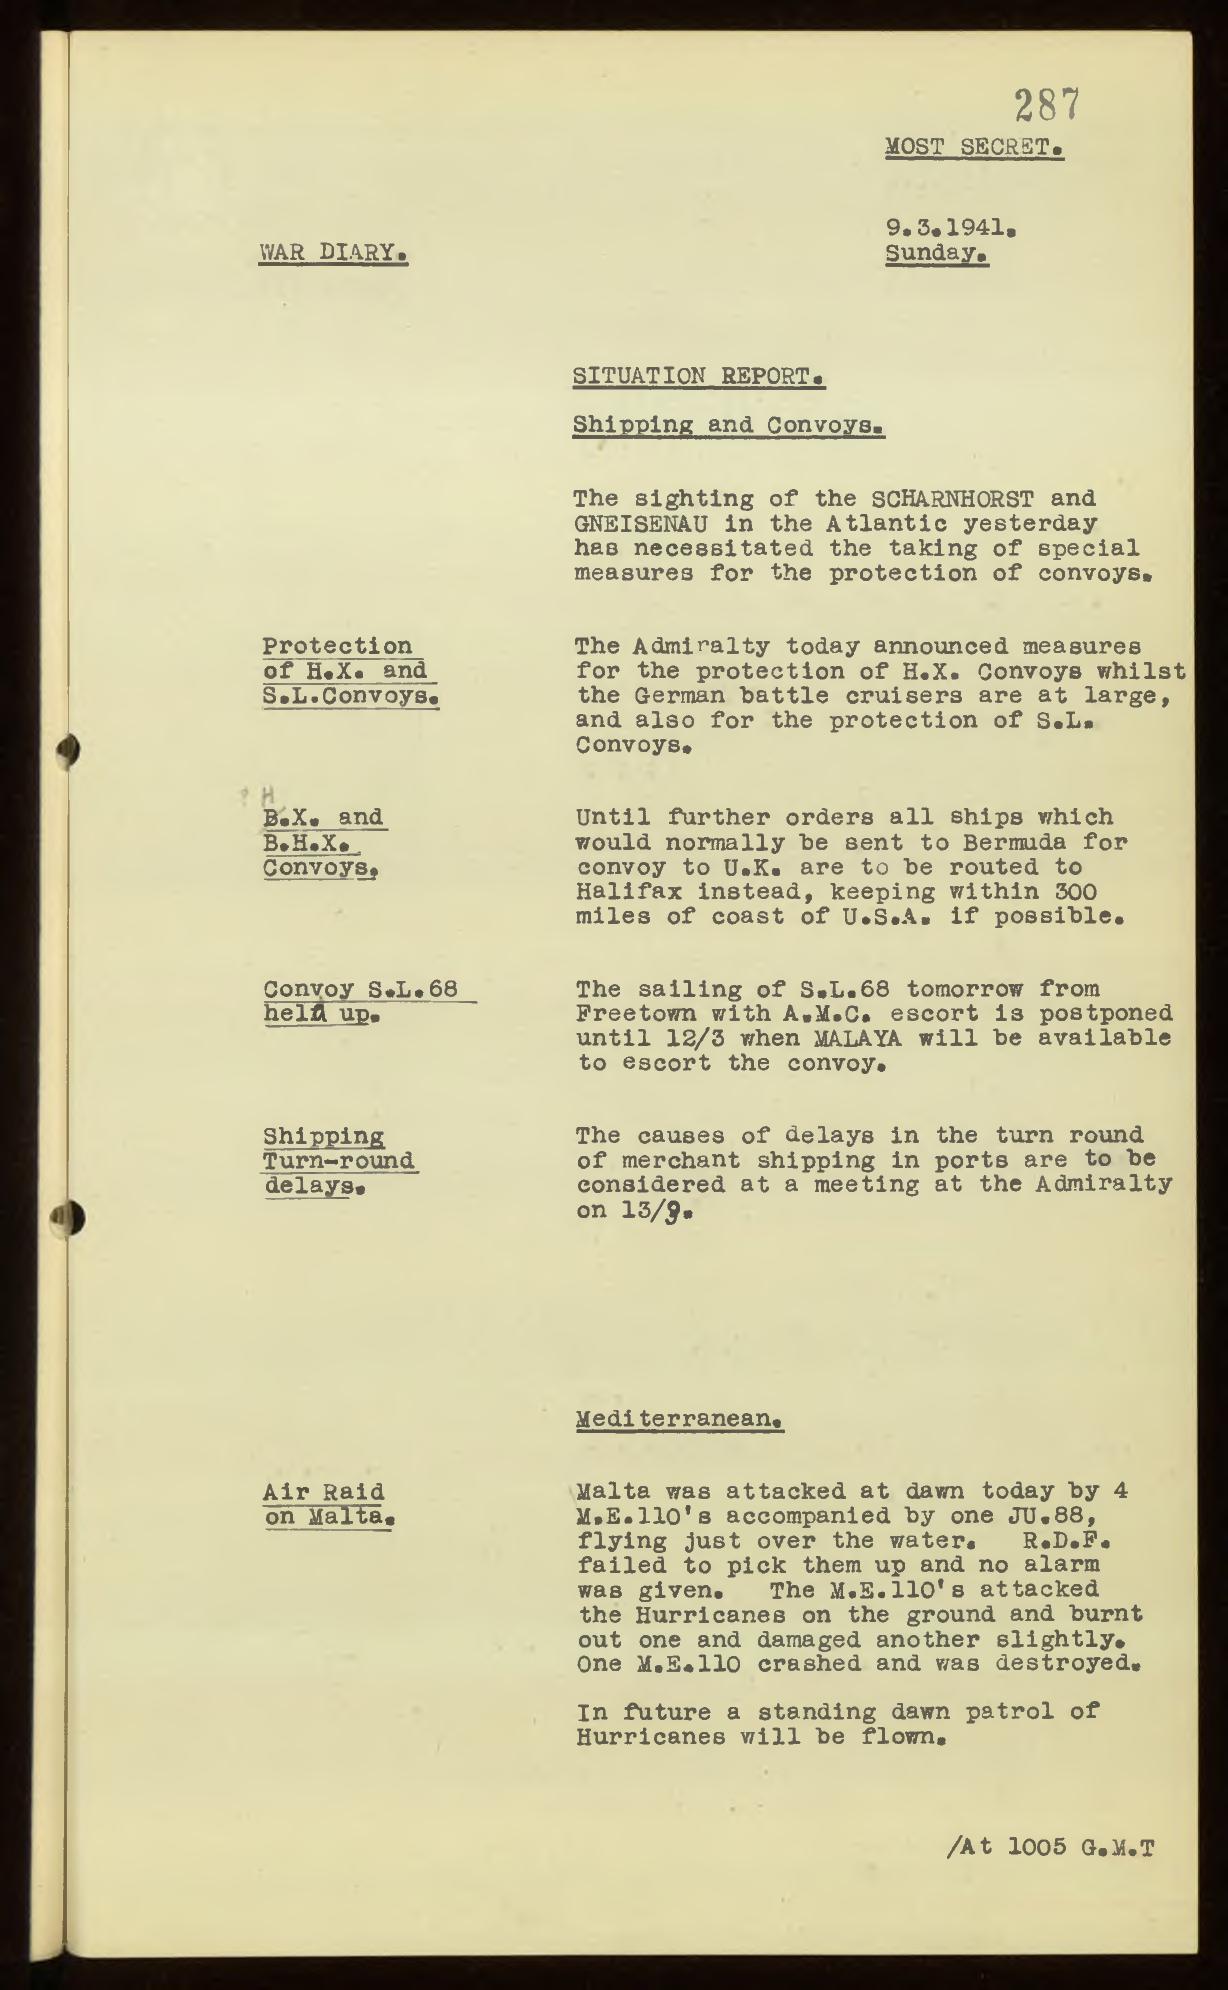 287
MOST SECRET.
9.3.1941.
WAR DIARY.
Sunday.
SITUATION REPORT.
Shipping and Convoys.
The sighting of the SCHARNHORST and
GNEISENAU in the Atlantic yesterday
has necessitated the taking of special
measures for the protection of convoys.
Protection
of H.X. and
S.L.Convoys.
The Admiralty today announced measures
for the protection of H.X. Convoys whilst
the German battle cruisers are at large,
and also for the protection of S.L.
Convoys.
? H
B.X. and
B.H.X.
Convoys.
Until further orders all ships which
would normally be sent to Bermuda for
convoy to U.K. are to be routed to
Halifax instead, keeping within 300
miles of coast of U.S.A. if possible.
Convoy S.L.68
held up.
The sailing of S.L.68 tomorrow from
Freetown with A.M.C. escort is postponed
until 12/3 when MALAYA will be available
to escort the convoy.
Shipping
Turn-round
delays.
The causes of delays in the turn round
of merchant shipping in ports are to be
considered at a meeting at the Admiralty
on 13/
Mediterranean.
Air Raid
on Malta.
Malta was attacked at dawn today by 4
M.E.110's accompanied by one JU.88,
flying just over the water. R.D.F.
failed to pick them up and no alarm
was given. The M.E.110's attacked
the Hurricanes on the ground and burnt
out one and damaged another slightly.
One M.E.110 crashed and was destroyed.
In future a standing dawn patrol of
Hurricanes will be flown.
/At 1005 G.M.T